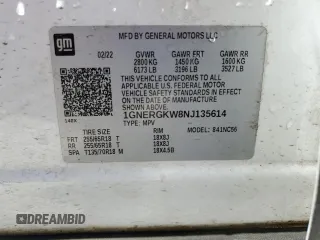 gm
MFD BY GENERAL MOTORS LLC
02/22 GVWR GAWR FRT GAWR RR
2800 KG 1450 KG 1600 KG
6173 LB 3196 LB 3527 LB
THIS VEHICLE CONFORMS TO ALL
APPLICABLE U.S. FEDERAL MOTOR
VEHICLE SAFETY
STANDARDS IN EFFECT ON THE DATE OF
MANUFACTURE SHOWN ABOVE.
1GNERGKW8NJ135614
TYPE: MPV
TIRE SIZE RIM MODEL: 841NC56
FRT 255/65R18 T 18X8J
RR 255/65R18 T 18X8J
SPA T135/70R18 M 18X4.5B
BIDMOTORS